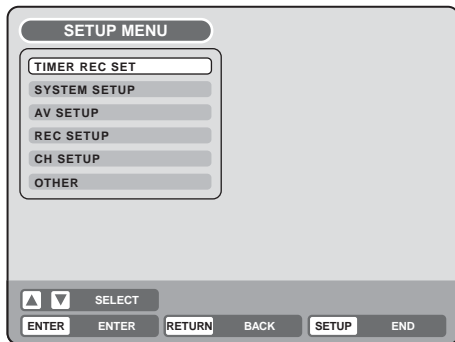 SETUP MENU
TIMER REC SET
SYSTEM SETUP
AV SETUP
REC SETUP
CH SETUP
OTHER
SELECT
ENTER ENTER RETURN BACK SETUP END